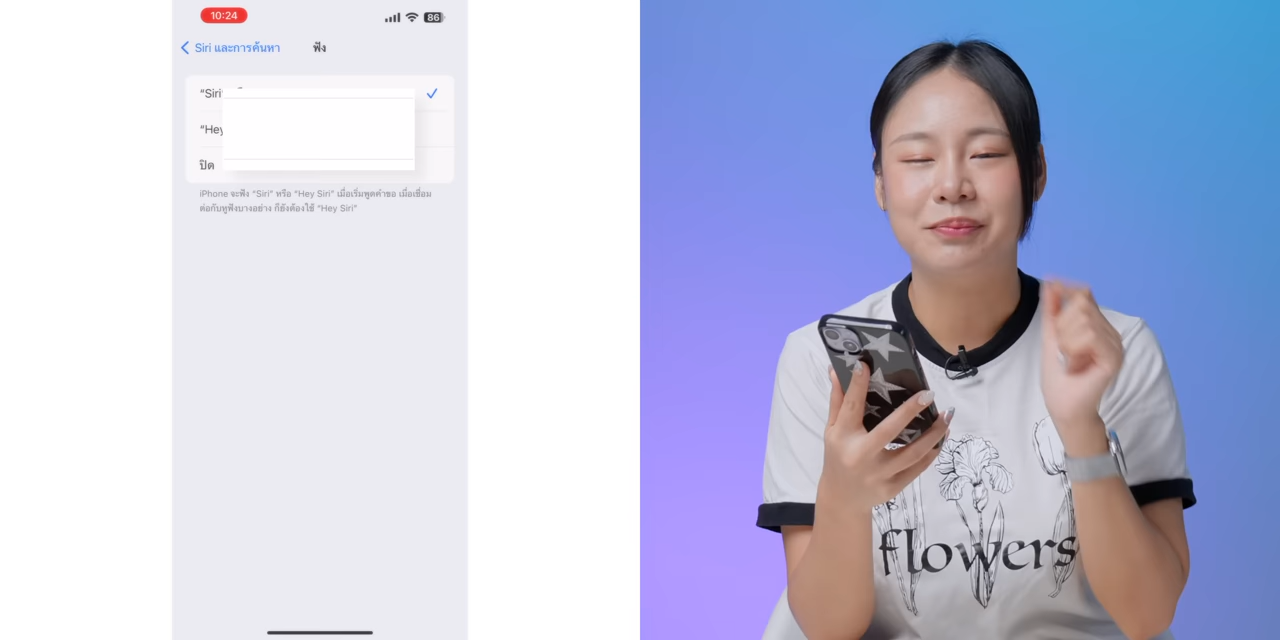 10:24
86
Siri และการค้นหา
ฟัง
"Siri"
"Hey
ปิด
iPhone จะฟัง "Siri" หรือ "Hey Siri" เมื่อเริ่มพูดคำขอ เมื่อเชื่อม
ต่อกับหูฟังบางอย่าง ก็ยังต้องใช้ "Hey Siri"
flowers